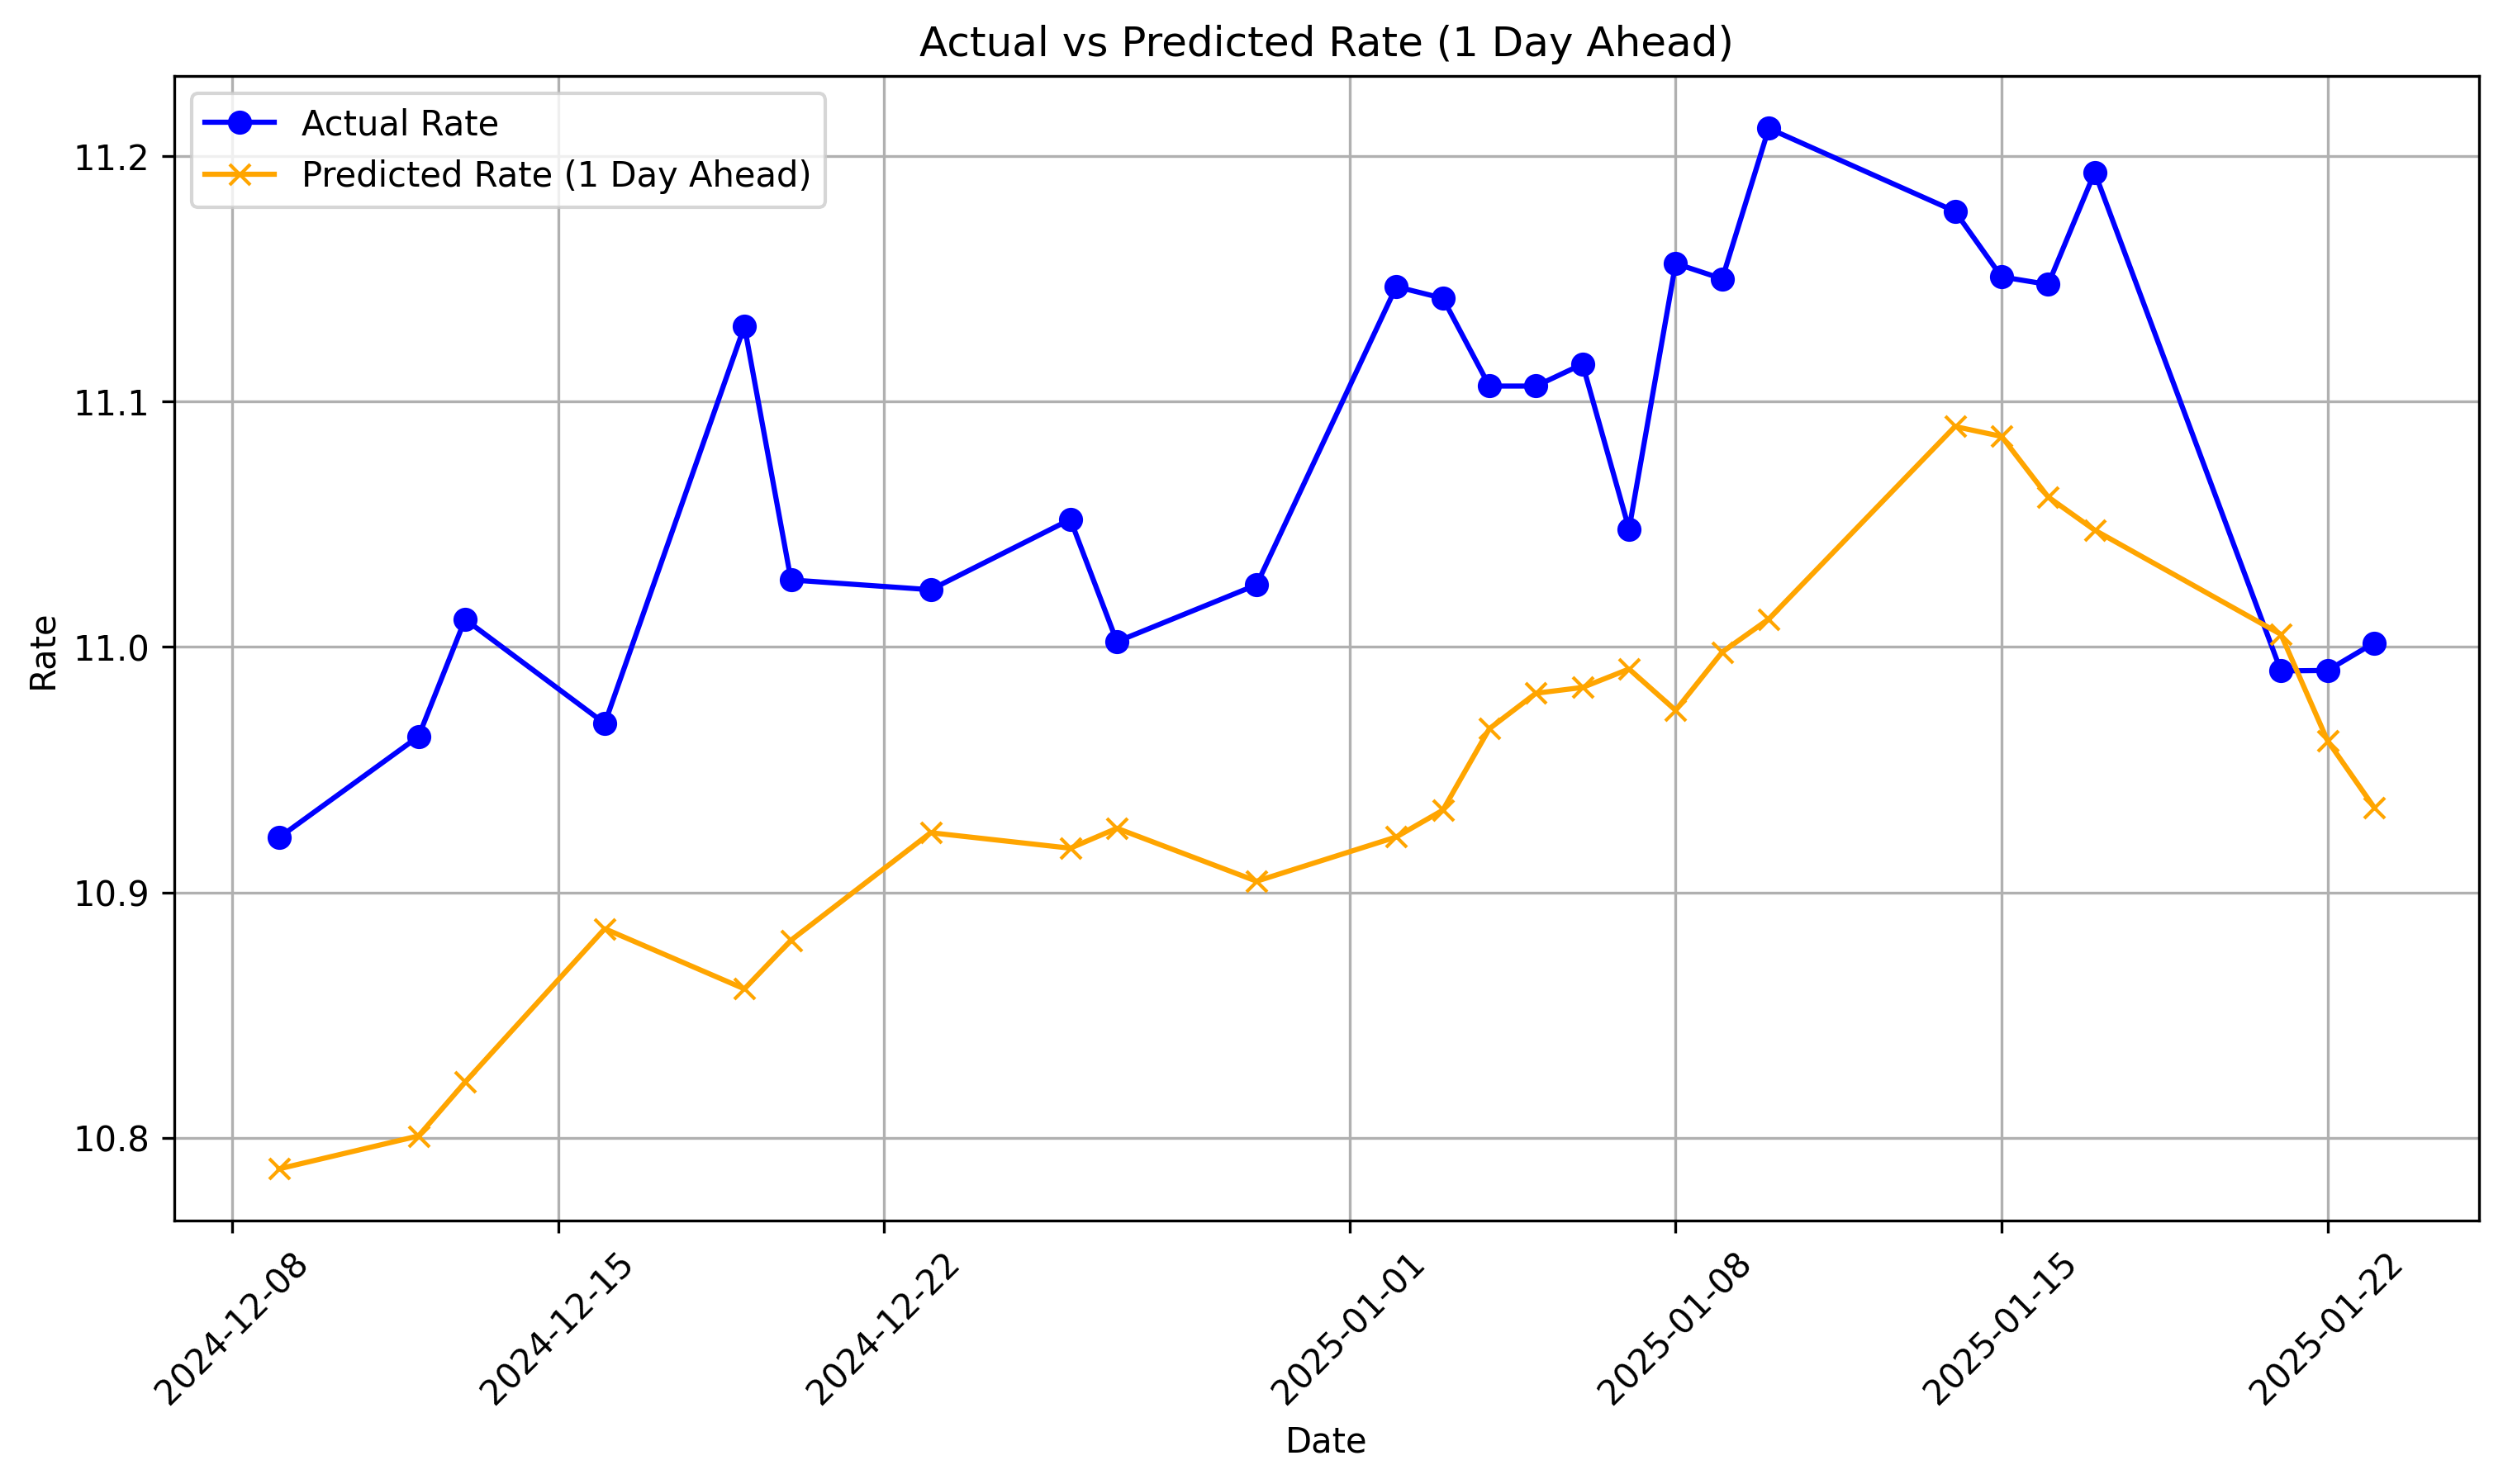 Actual vs Predicted Rate (1 Day Ahead)
Actual Rate
Predicted Rate (1 Day Ahead)
Rate
11.2
11.1
11.0
10.9
10.8
2024-12-08
2024-12-15
2024-12-22
2025-01-01
2025-01-08
2025-01-15
2025-01-22
Date